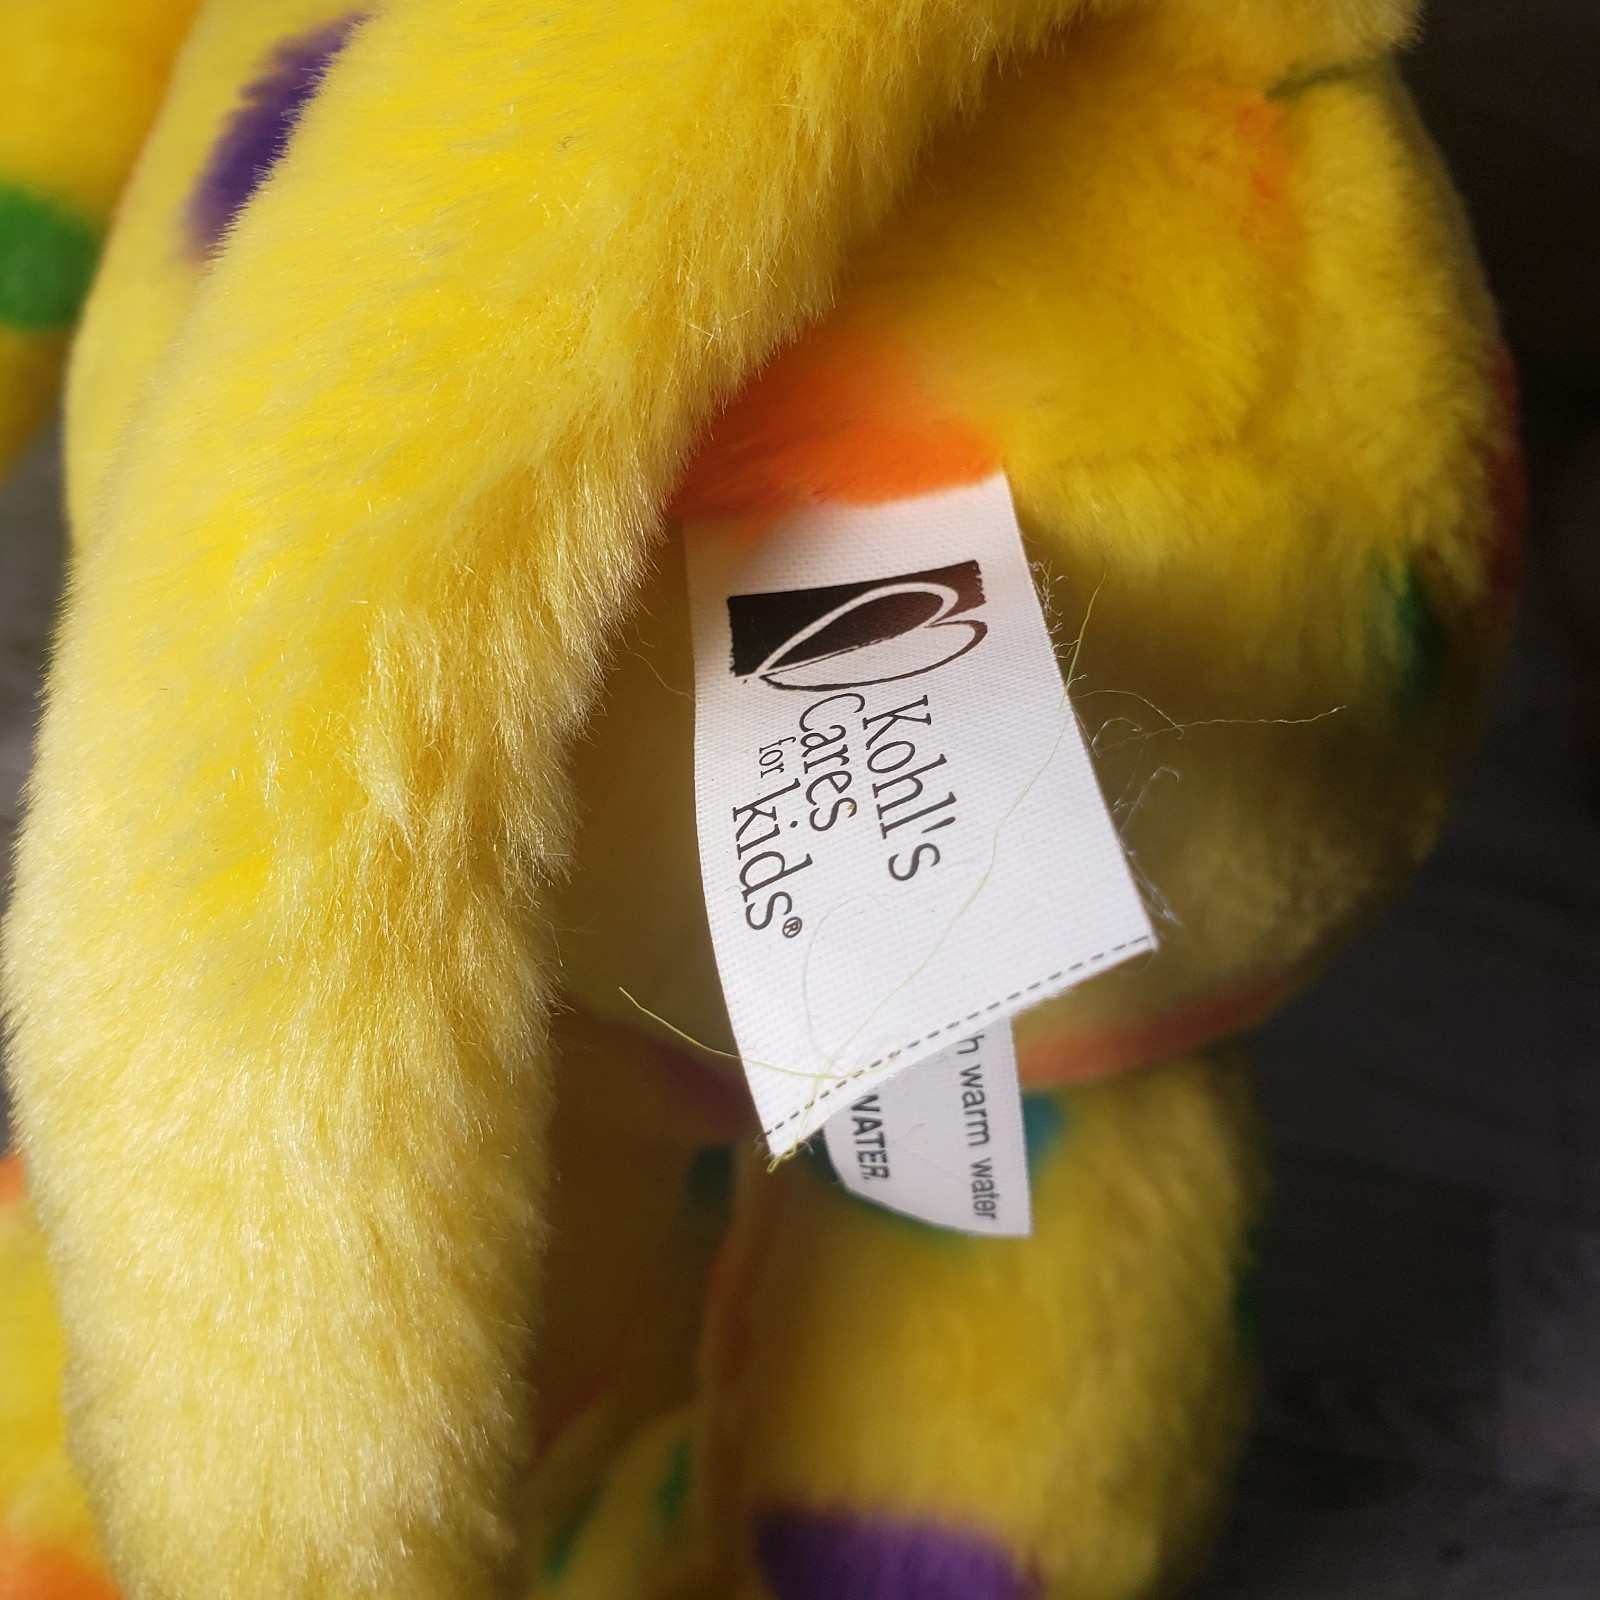 Kohl's
Cares
for kids®
h warm water
WATER.